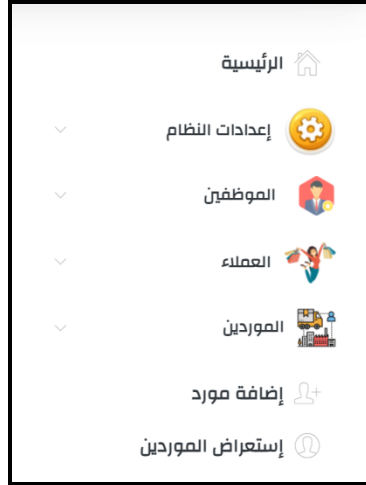 الرئيسية
إعدادات النظام
الموظفين
العملاء
الموردين
إضافة مورد
إستعراض الموردين